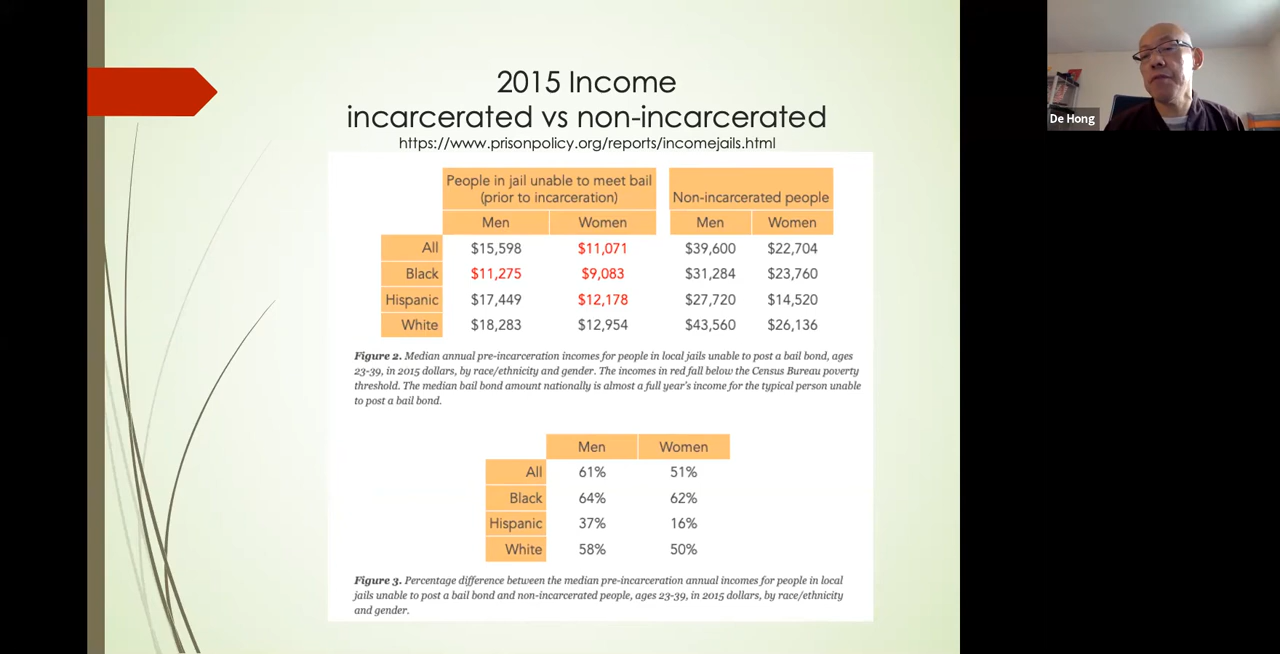 2015 Income
incarcerated vs non-incarcerated
https://www.prisonpolicy.org/reports/incomejails.html
De Hong
People in jail unable to meet bail
(prior to incarceration)
Non-incarcerated people
Men Women Men Women
All $15,598 $11,071 $39,600 $22,704
Black $11,275 $9,083 $31,284 $23,760
Hispanic $17,449 $12,178 $27,720 $14,520
White $18,283 $12,954 $43,560 $26,136
Figure 2. Median annual pre-incarceration incomes for people in local jails unable to post a bail bond, ages
23-39, in 2015 dollars, by race/ethnicity and gender. The incomes in red fall below the Census Bureau poverty
threshold. The median bail bond amount nationally is almost a full year's income for the typical person unable
to post a bail bond.
Men Women
All 61% 51%
Black 64% 62%
Hispanic 37% 16%
White 58% 50%
Figure 3. Percentage difference between the median pre-incarceration annual incomes for people in local
jails unable to post a bail bond and non-incarcerated people, ages 23-39, in 2015 dollars, by race/ethnicity
and gender.